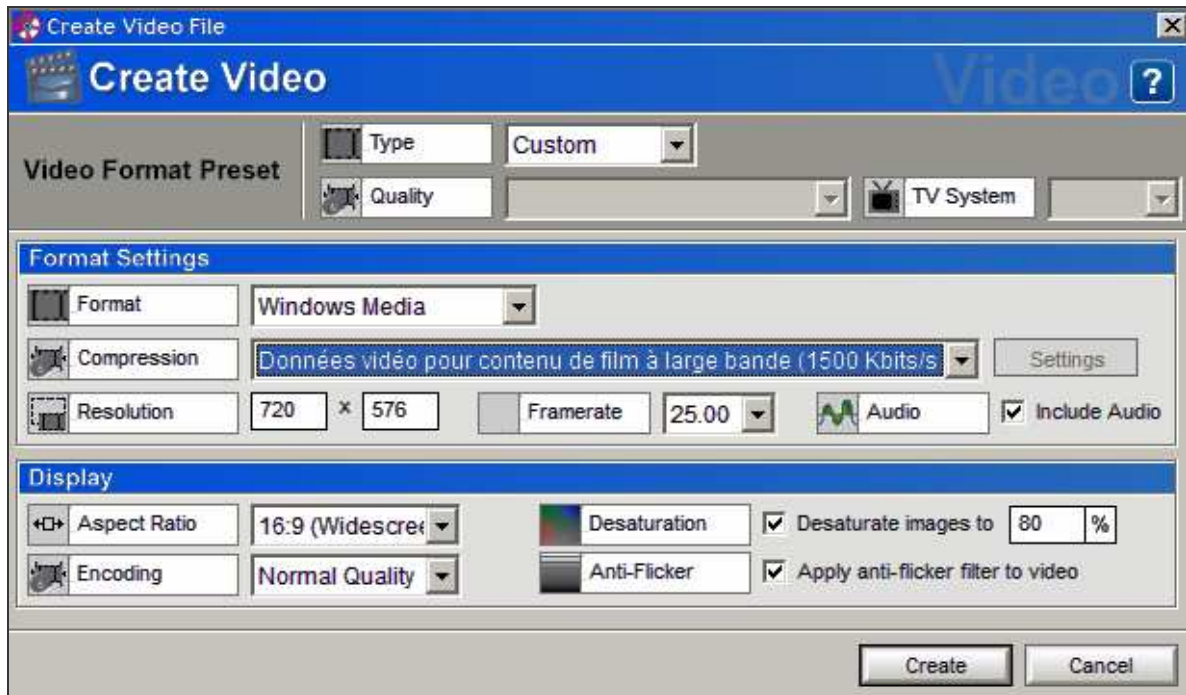 Create Video File
Create Video
Video
?
Video Format Preset
Type
Custom
Quality
TV System
Format Settings
Format
Windows Media
Compression
Données vidéo pour contenu de film à large bande (1500 Kbits/s
Settings
Resolution
720 x 576
Framerate
25.00
Audio
Include Audio
Display
Aspect Ratio
16:9 (Widescree
Desaturation
Desaturate images to 80 %
Encoding
Normal Quality
Anti-Flicker
Apply anti-flicker filter to video
Create
Cancel